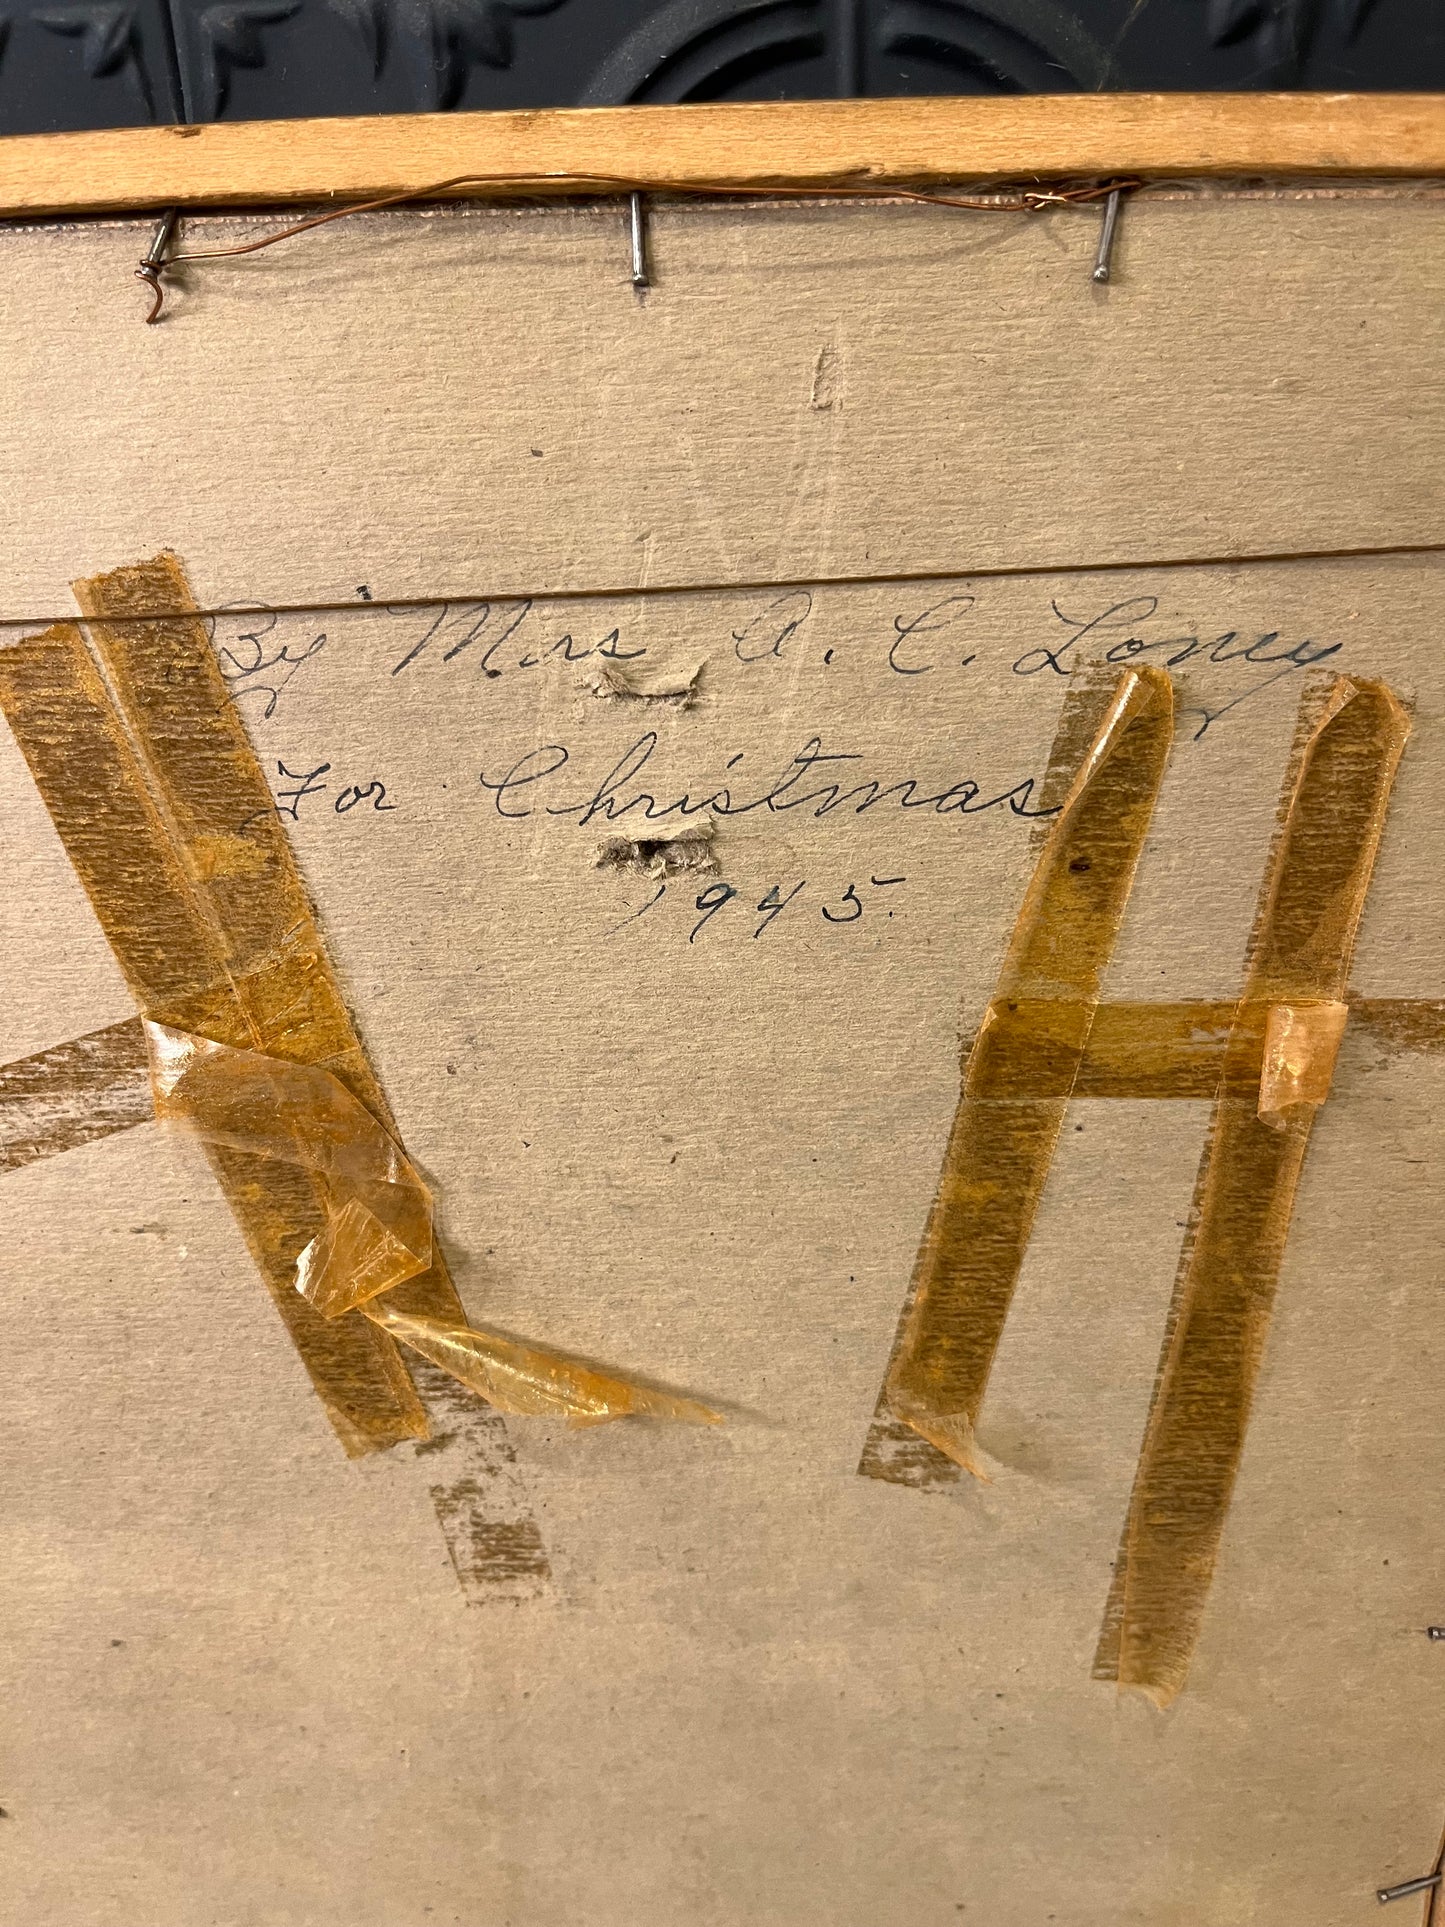 By Mrs A. C. Loney
For Christmas
1945.